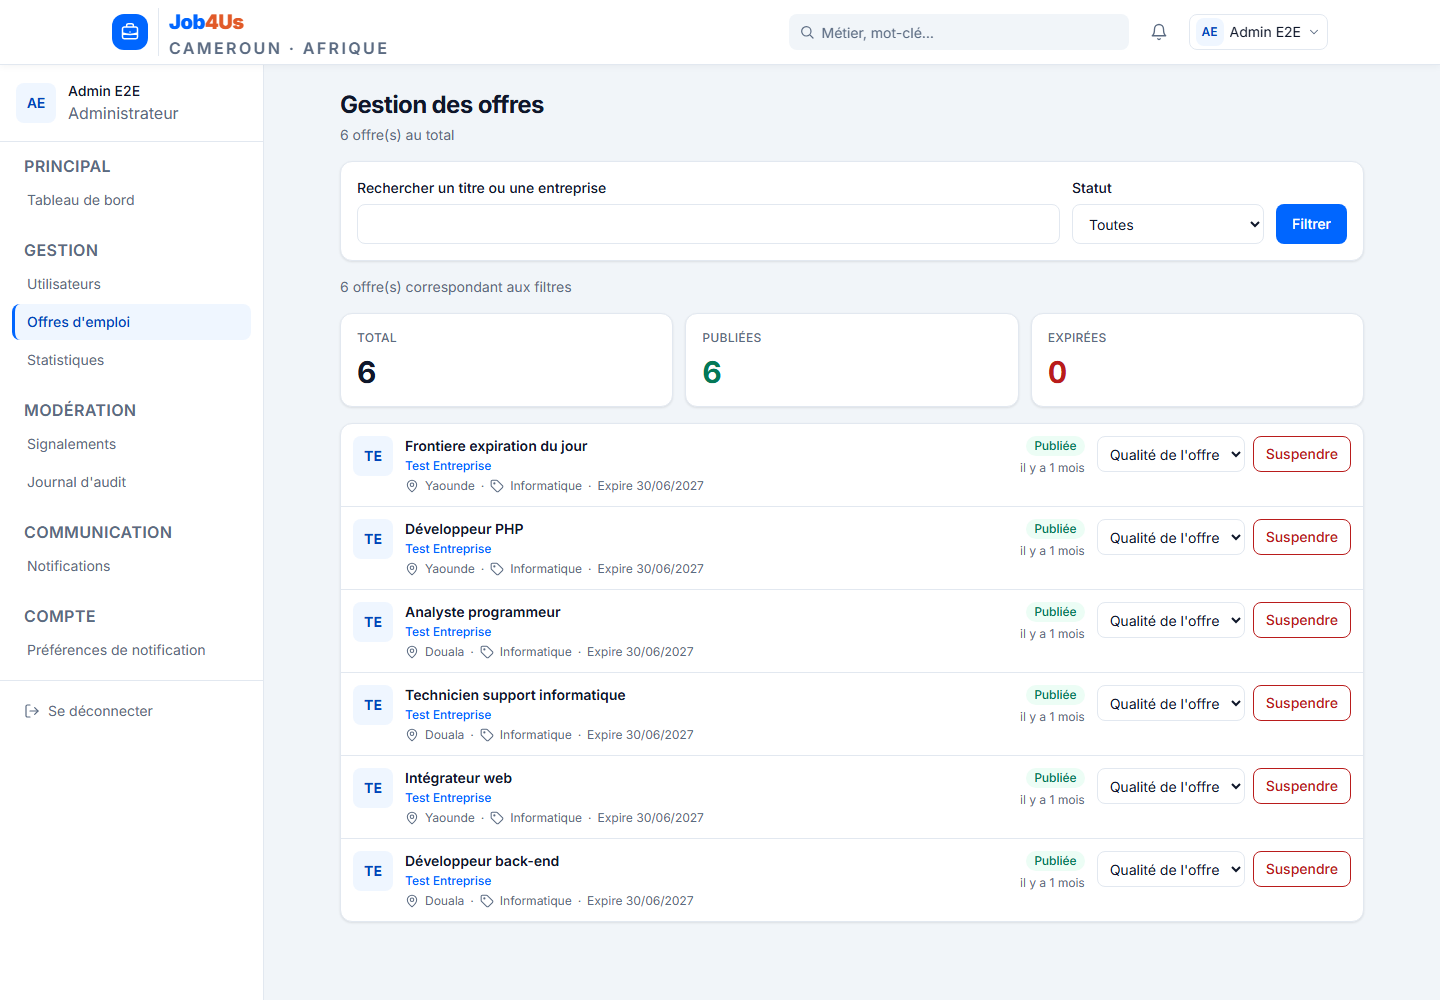 Job4Us
CAMEROUN · AFRIQUE
Métier, mot-clé...
AE
Admin E2E
AE
Admin E2E
Administrateur
PRINCIPAL
Tableau de bord
GESTION
Utilisateurs
Offres d'emploi
Statistiques
MODÉRATION
Signalements
Journal d'audit
COMMUNICATION
Notifications
COMPTE
Préférences de notification
Se déconnecter
Gestion des offres
6 offre(s) au total
Rechercher un titre ou une entreprise
Statut
Toutes
Filtrer
6 offre(s) correspondant aux filtres
TOTAL
6
PUBLIÉES
6
EXPIRÉES
0
TE
Frontiere expiration du jour
Test Entreprise
Yaounde · Informatique · Expire 30/06/2027
Publiée
il y a 1 mois
Qualité de l'offre
Suspendre
TE
Développeur PHP
Test Entreprise
Yaounde · Informatique · Expire 30/06/2027
Publiée
il y a 1 mois
Qualité de l'offre
Suspendre
TE
Analyste programmeur
Test Entreprise
Douala · Informatique · Expire 30/06/2027
Publiée
il y a 1 mois
Qualité de l'offre
Suspendre
TE
Technicien support informatique
Test Entreprise
Douala · Informatique · Expire 30/06/2027
Publiée
il y a 1 mois
Qualité de l'offre
Suspendre
TE
Intégrateur web
Test Entreprise
Yaounde · Informatique · Expire 30/06/2027
Publiée
il y a 1 mois
Qualité de l'offre
Suspendre
TE
Développeur back-end
Test Entreprise
Douala · Informatique · Expire 30/06/2027
Publiée
il y a 1 mois
Qualité de l'offre
Suspendre